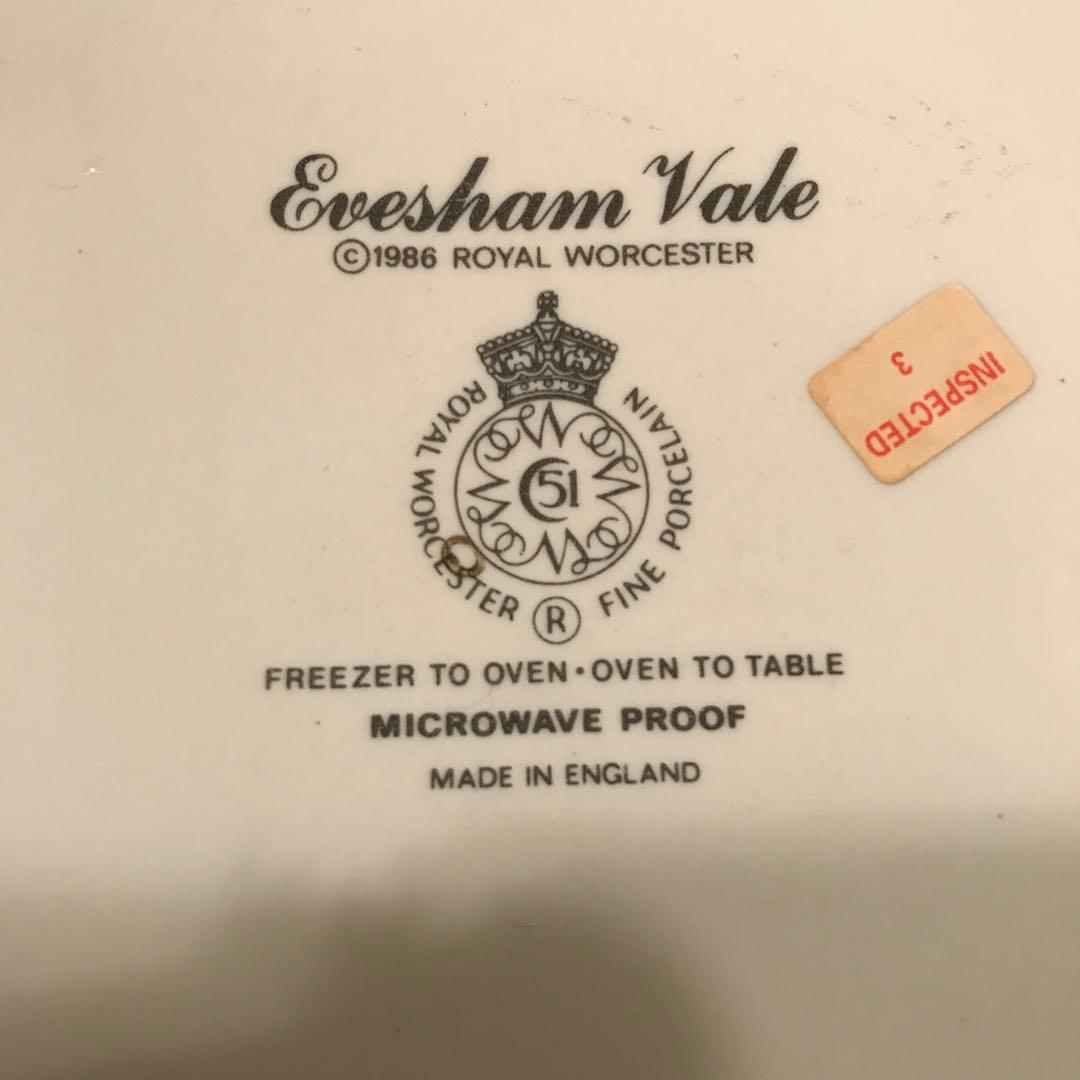 Evesham Vale
©1986 ROYAL WORCESTER
ROYAL WORCESTER ® FINE PORCELAIN
C51
FREEZER TO OVEN·OVEN TO TABLE
MICROWAVE PROOF
MADE IN ENGLAND
INSPECTED
3